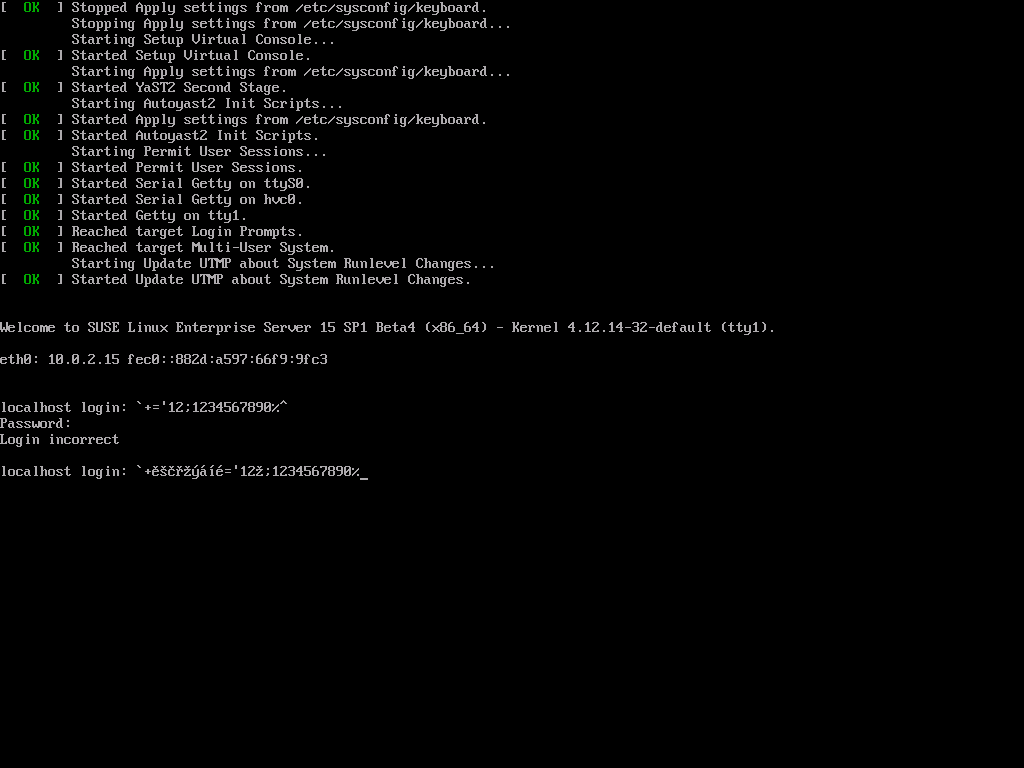 [  OK  ] Stopped Apply settings from /etc/sysconfig/keyboard.
         Stopping Apply settings from /etc/sysconfig/keyboard...
         Starting Setup Virtual Console...
[  OK  ] Started Setup Virtual Console.
         Starting Apply settings from /etc/sysconfig/keyboard...
[  OK  ] Started YaST2 Second Stage.
         Starting Autoyast2 Init Scripts...
[  OK  ] Started Apply settings from /etc/sysconfig/keyboard.
[  OK  ] Started Autoyast2 Init Scripts.
         Starting Permit User Sessions...
[  OK  ] Started Permit User Sessions.
[  OK  ] Started Serial Getty on ttyS0.
[  OK  ] Started Serial Getty on hvc0.
[  OK  ] Started Getty on tty1.
[  OK  ] Reached target Login Prompts.
[  OK  ] Reached target Multi-User System.
         Starting Update UTMP about System Runlevel Changes...
[  OK  ] Started Update UTMP about System Runlevel Changes.
Welcome to SUSE Linux Enterprise Server 15 SP1 Beta4 (x86_64) - Kernel 4.12.14-32-default (tty1).
eth0: 10.0.2.15 fec0::882d:a597:66f9:9fc3
localhost login: `+='12;1234567890%^
Password:
Login incorrect
localhost login: `+ěščřžýáíé='12ž;1234567890%_